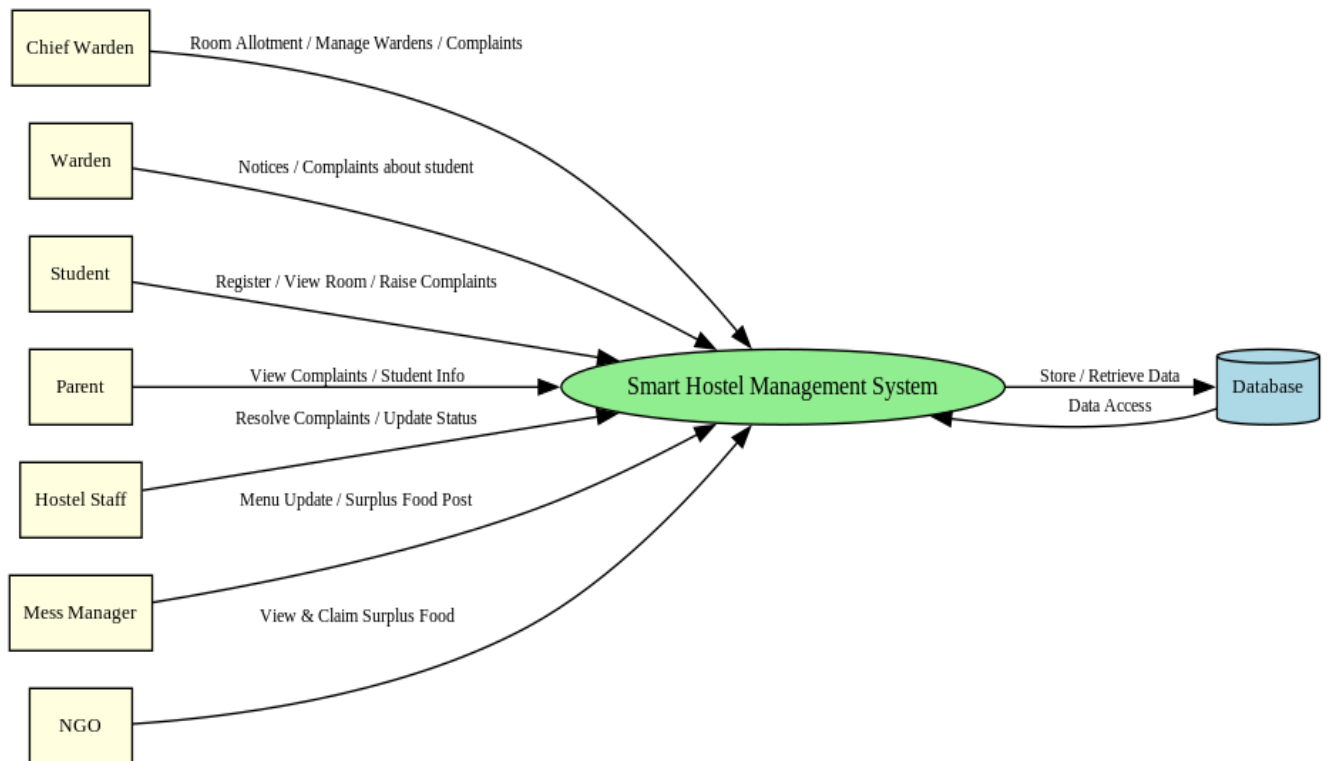 Chief Warden
Room Allotment / Manage Wardens / Complaints
Warden
Notices / Complaints about student
Student
Register / View Room / Raise Complaints
Parent
View Complaints / Student Info
Smart Hostel Management System
Store / Retrieve Data
Database
Data Access
Resolve Complaints / Update Status
Hostel Staff
Menu Update / Surplus Food Post
Mess Manager
View & Claim Surplus Food
NGO